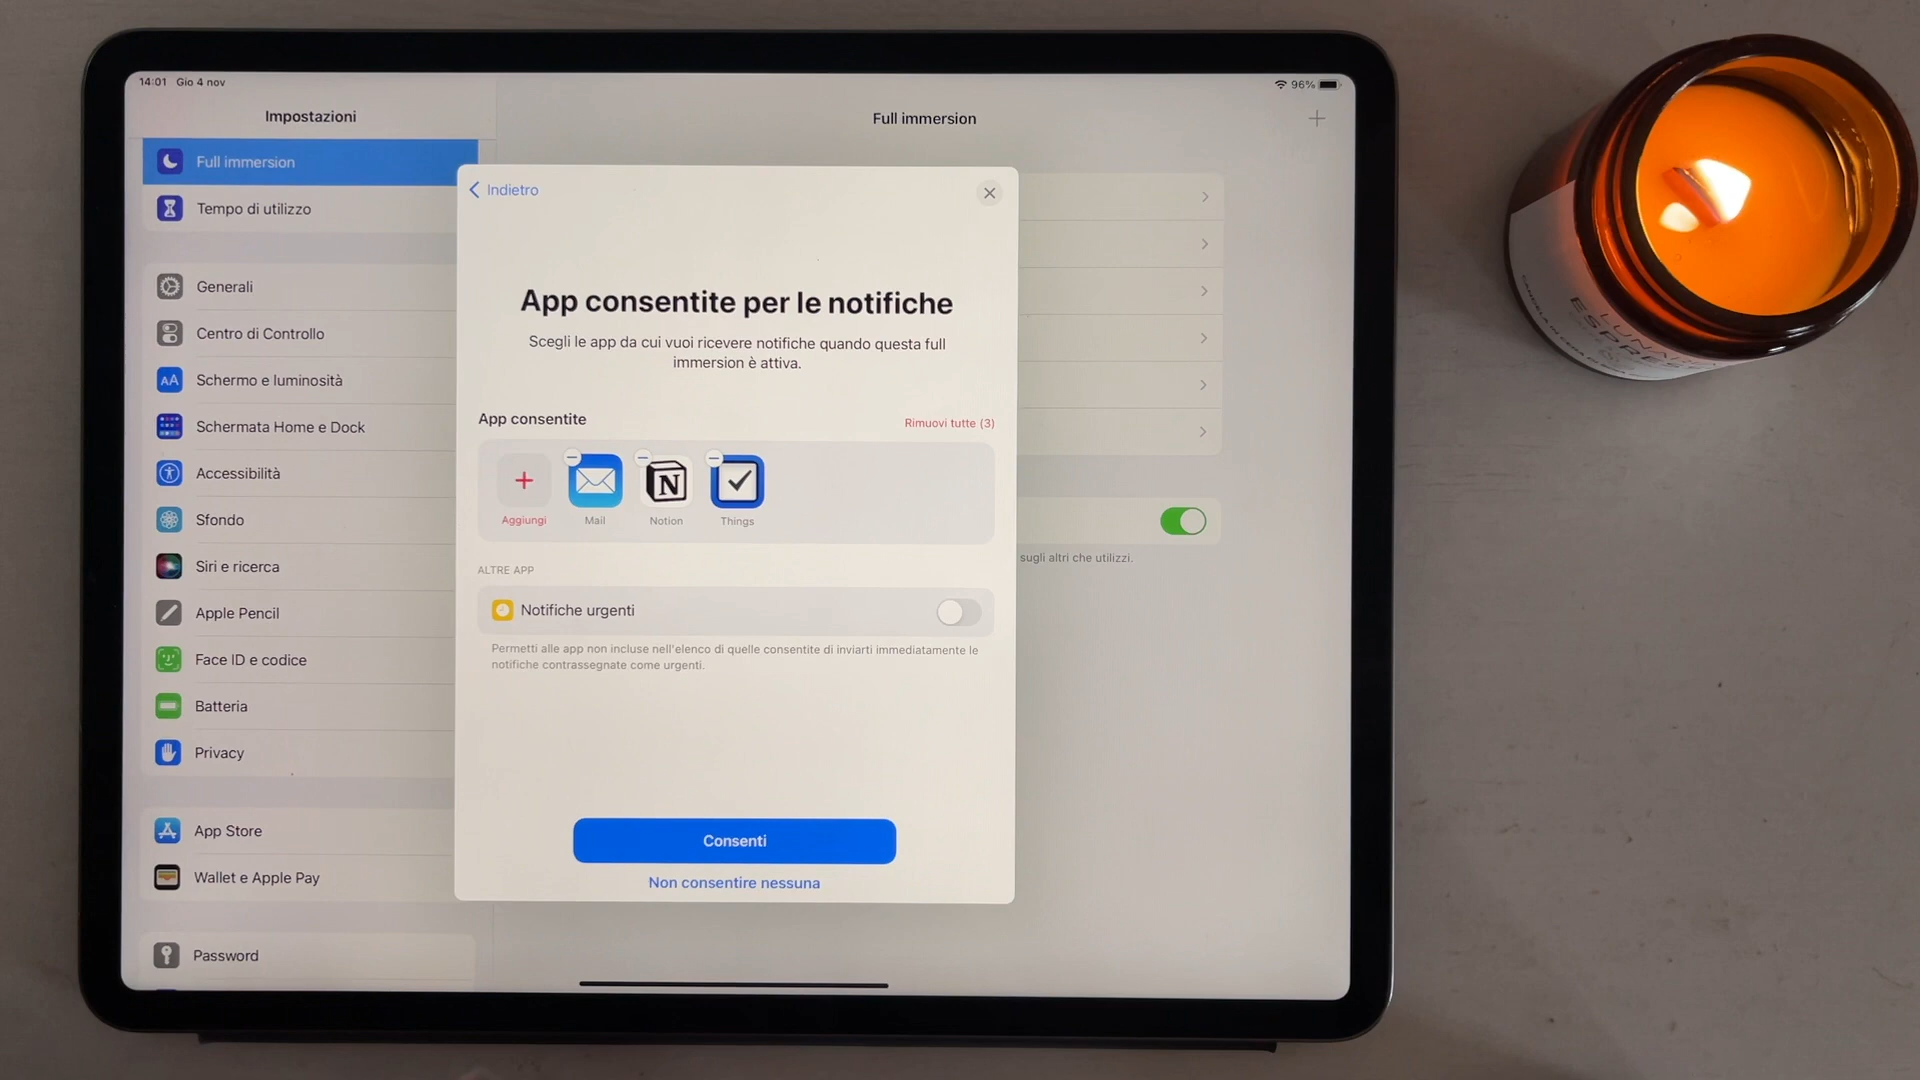 14:01 Gio 4 nov
96%
Impostazioni
Full immersion
Full immersion
Tempo di utilizzo
Generali
Centro di Controllo
AA
Schermo e luminosità
Schermata Home e Dock
Accessibilità
Sfondo
Siri e ricerca
Apple Pencil
Face ID e codice
Batteria
Privacy
App Store
Wallet e Apple Pay
Password
Indietro
App consentite per le notifiche
Scegli le app da cui vuoi ricevere notifiche quando questa full
immersion è attiva.
App consentite
Rimuovi tutte (3)
N
Aggiungi
Mail
Notion
Things
ALTRE APP
Notifiche urgenti
Permetti alle app non incluse nell'elenco di quelle consentite di inviarti immediatamente le
notifiche contrassegnate come urgenti.
Consenti
Non consentire nessuna
sugli altri che utilizzi.